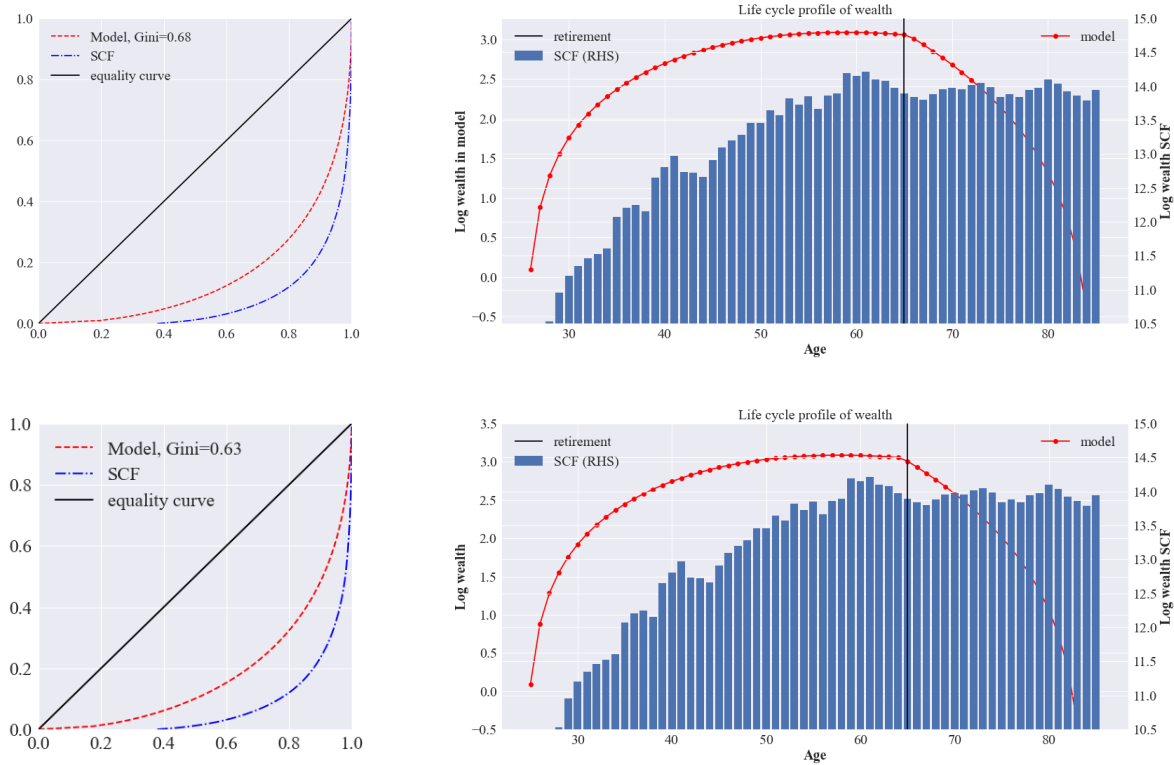 1.0
0.8
0.6
0.4
0.2
0.0
0.0 0.2 0.4 0.6 0.8 1.0
Model, Gini=0.68
SCF
equality curve
Life cycle profile of wealth
retirement
SCF (RHS)
model
Log wealth in model
3.0
2.5
2.0
1.5
1.0
0.5
0.0
−0.5
30 40 50 60 70 80
Age
15.0
14.5
14.0
13.5
13.0
12.5
12.0
11.5
11.0
10.5
Log wealth SCF
1.0
0.8
0.6
0.4
0.2
0.0
0.0 0.2 0.4 0.6 0.8 1.0
Model, Gini=0.63
SCF
equality curve
Life cycle profile of wealth
retirement
SCF (RHS)
model
Log wealth
3.5
3.0
2.5
2.0
1.5
1.0
0.5
0.0
−0.5
30 40 50 60 70 80
Age
15.0
14.5
14.0
13.5
13.0
12.5
12.0
11.5
11.0
10.5
Log wealth SCF